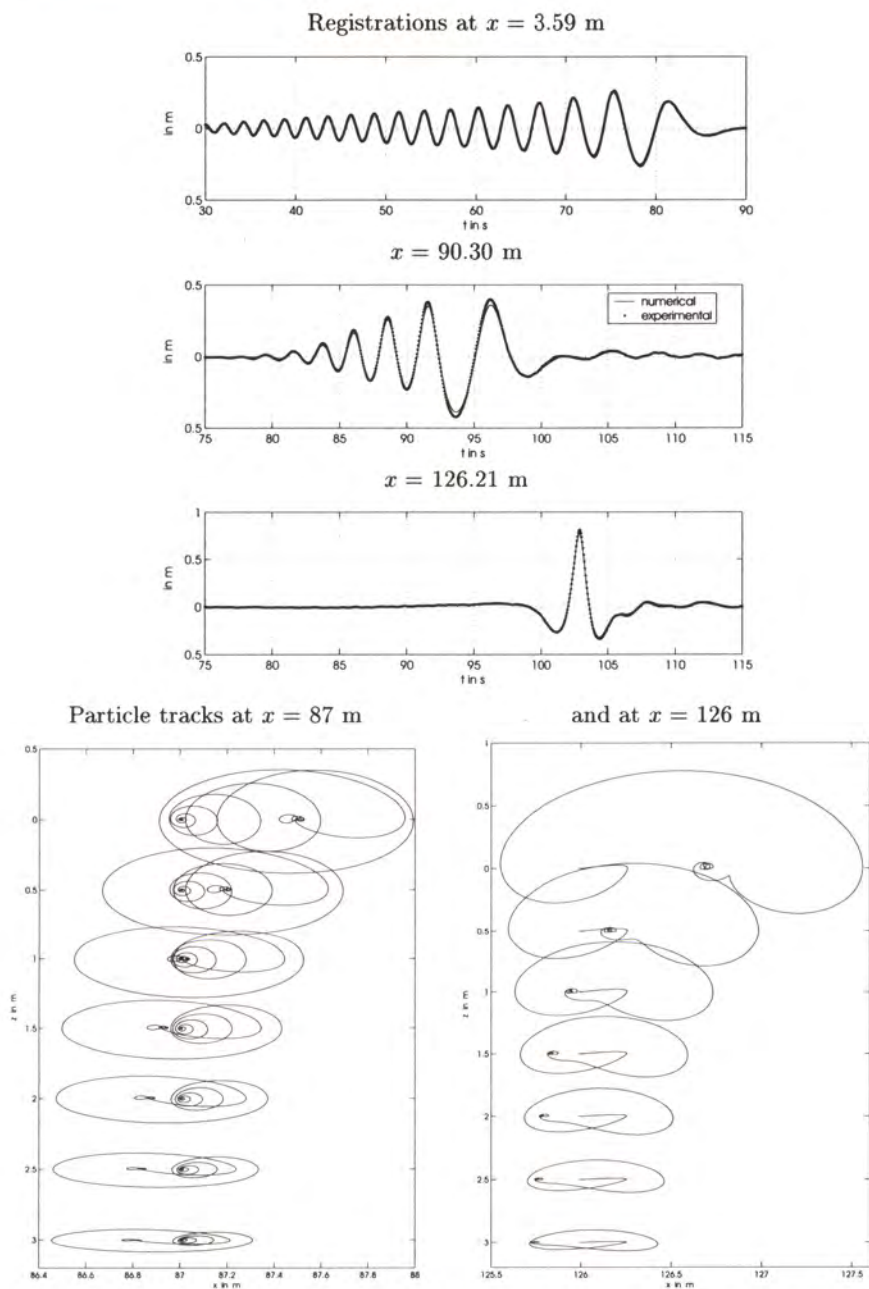 Registrations at x = 3.59 m
0.5
0
0.5
in m
30 40 50 60 70 80 90
t in s
x = 90.30 m
0.5
0
0.5
in m
numerical
experimental
75 80 85 90 95 100 105 110 115
t in s
x = 126.21 m
1
0.5
0
0.5
in m
75 80 85 90 95 100 105 110 115
t in s
Particle tracks at x = 87 m
0.5
0
0.5
1
1.5
2
2.5
3
z in m
86.4 86.6 86.8 87 87.2 87.4 87.6 87.8 88
x in m
and at x = 126 m
1
0.5
0
0.5
1
1.5
2
2.5
3
z in m
125.5 126 126.5 127 127.5
x in m